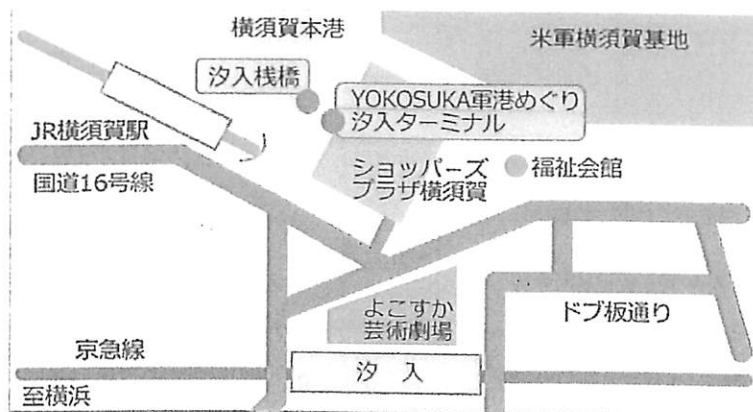 横須賀本港
米軍横須賀基地
汐入桟橋
YOKOSUKA軍港めぐり
汐入ターミナル
JR横須賀駅
国道16号線
ショッパーズ
プラザ横須賀
福祉会館
よこすか
芸術劇場
ドブ板通り
京急線
汐 入
至横浜